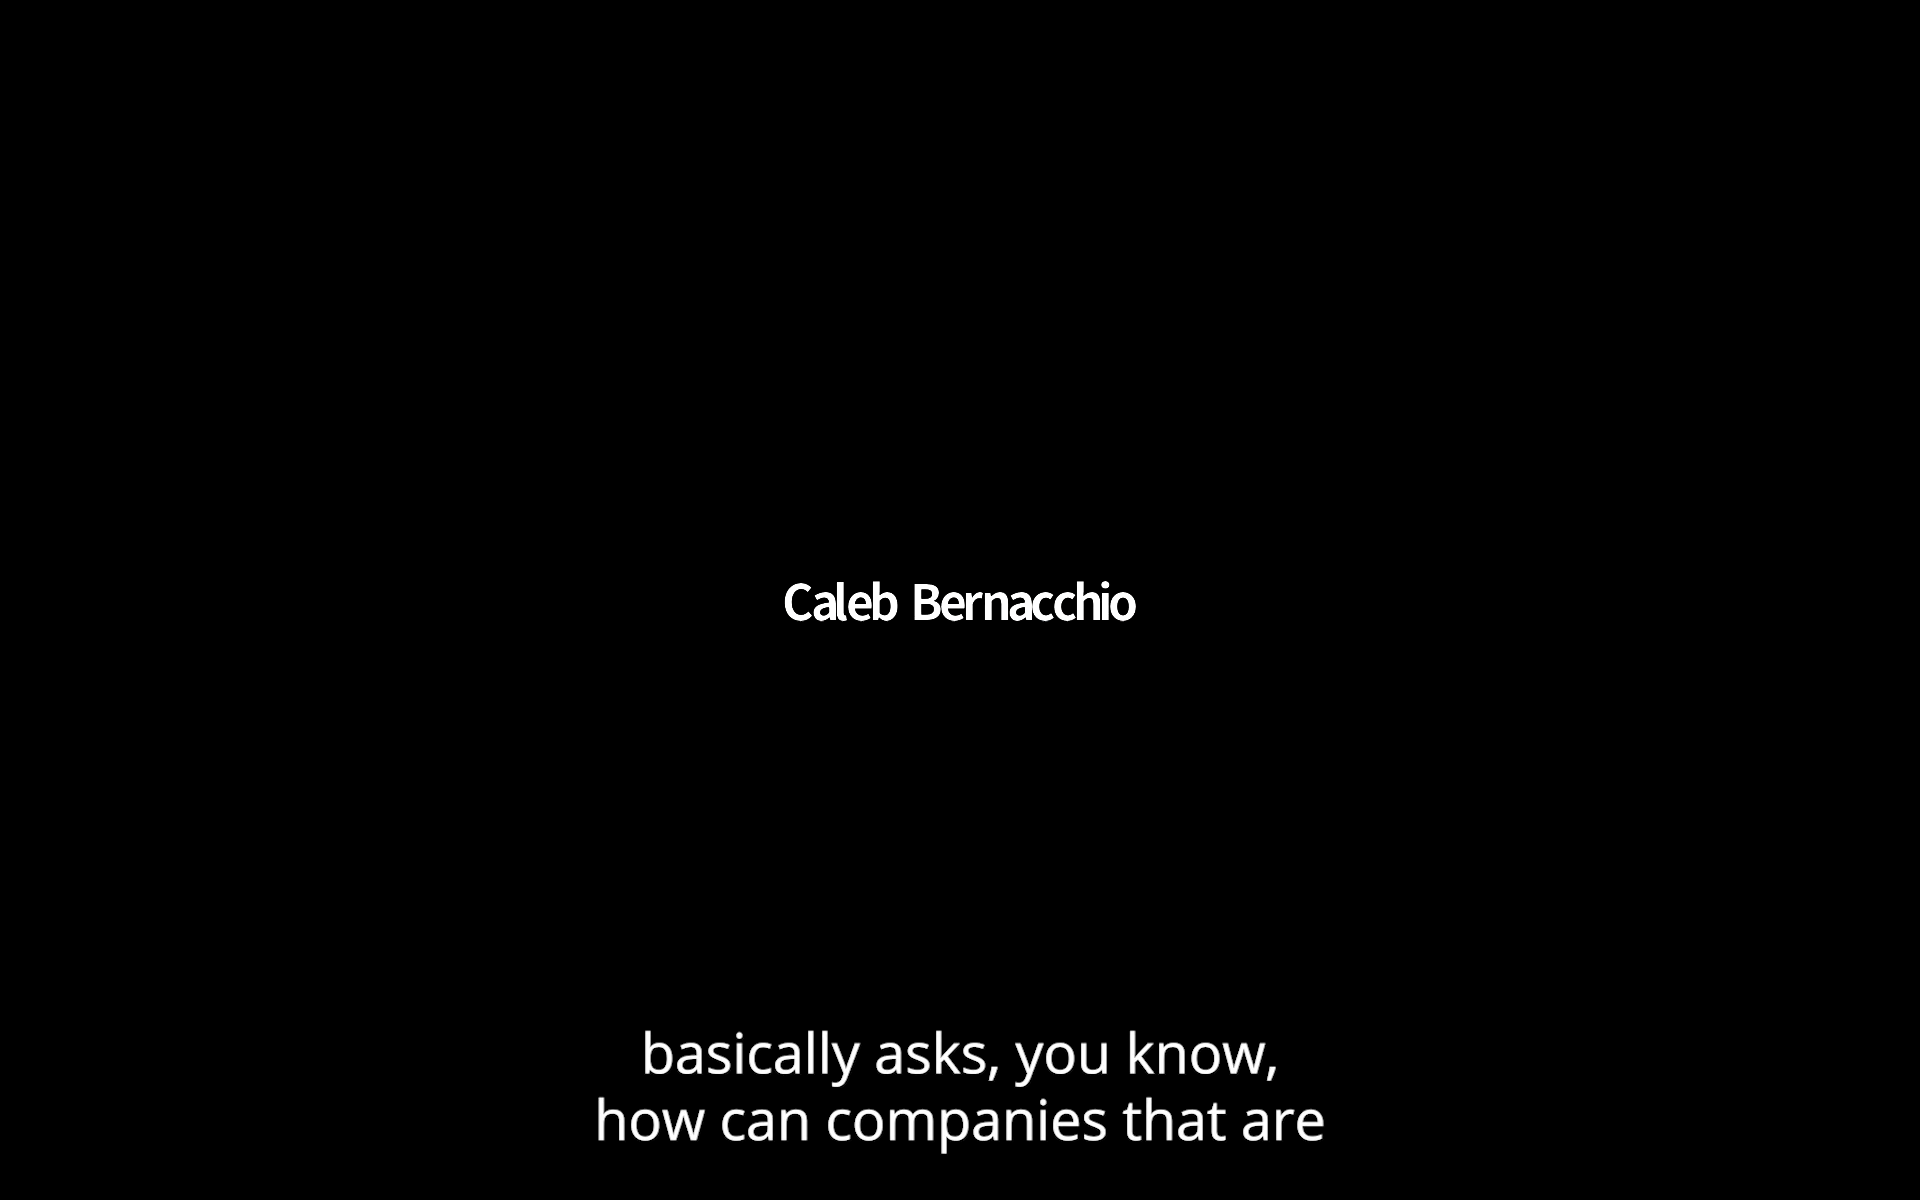 Caleb Bernacchio
basically asks, you know,
how can companies that are